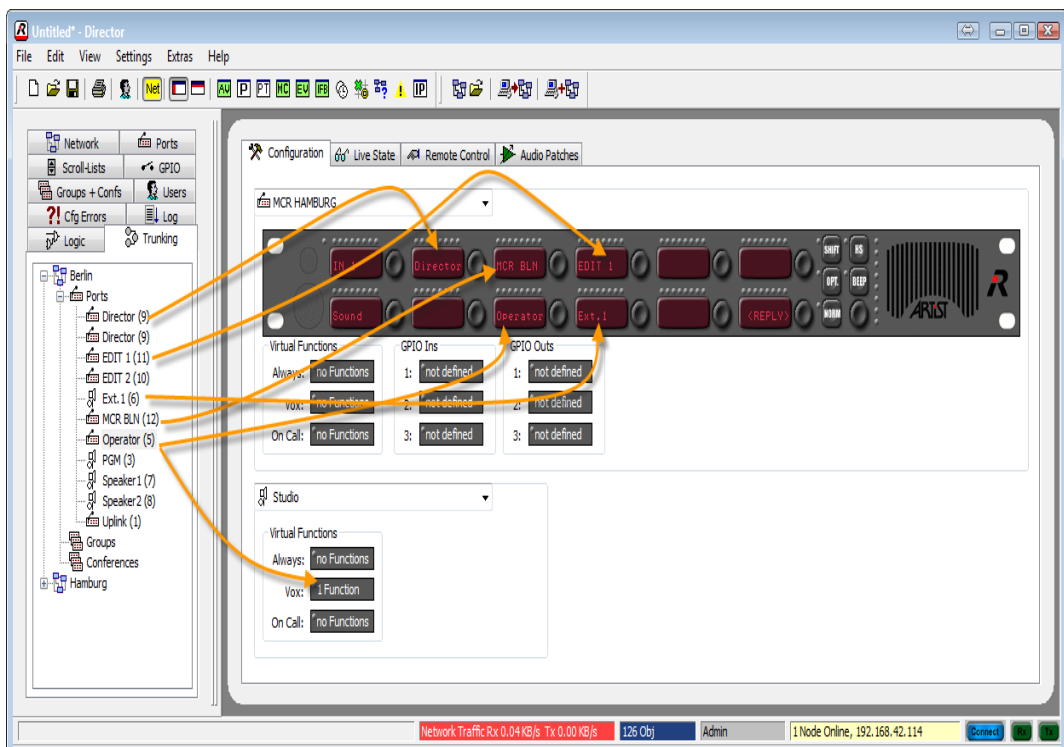 Untitled* - Director
File Edit View Settings Extras Help
Net AV P PT MC EV IFB IP
Network Ports
Scroll-Lists GPIO
Groups + Confs Users
Cfg Errors Log
Logic Trunking
Berlin
Ports
Director (9)
Director (9)
EDIT 1 (11)
EDIT 2 (10)
Ext.1 (6)
MCR BLN (12)
Operator (5)
PGM (3)
Speaker1 (7)
Speaker2 (8)
Uplink (1)
Groups
Conferences
Hamburg
Configuration Live State Remote Control Audio Patches
MCR HAMBURG
Director MCR BLN EDIT 1 SHIFT HS
OPT. BEEP
Sound Operator Ext.1 <REPLY> NORM ARTIST R
Virtual Functions GPIO Ins GPIO Outs
Always: no Functions 1: not defined 1: not defined
Vox: no Functions 2: not defined 2: not defined
On Call: no Functions 3: not defined 3: not defined
Studio
Virtual Functions
Always: no Functions
Vox: 1 Function
On Call: no Functions
Network Traffic Rx 0.04 KB/s Tx 0.00 KB/s 126 Obj Admin 1 Node Online, 192.168.42.114 Connect Rx Tx